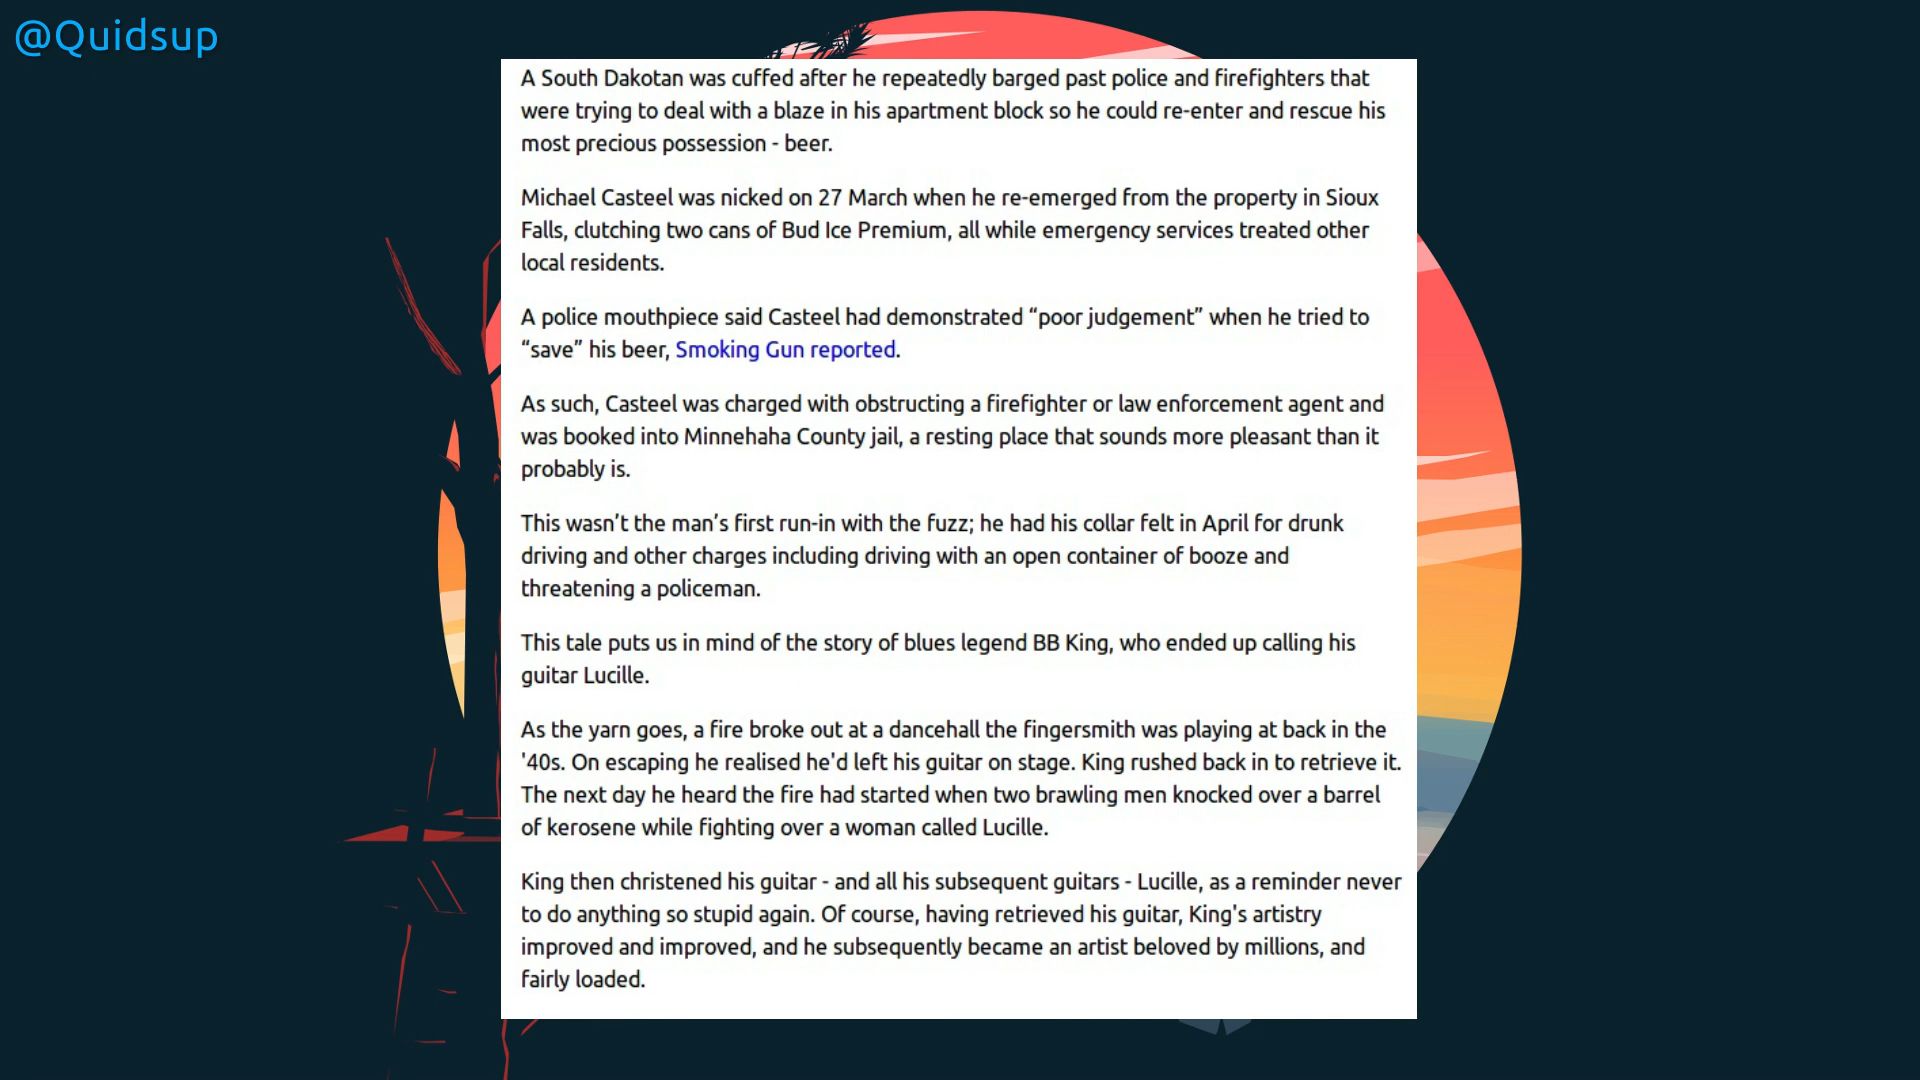 @Quidsup
A South Dakotan was cuffed after he repeatedly barged past police and firefighters that
were trying to deal with a blaze in his apartment block so he could re-enter and rescue his
most precious possession - beer.
Michael Casteel was nicked on 27 March when he re-emerged from the property in Sioux
Falls, clutching two cans of Bud Ice Premium, all while emergency services treated other
local residents.
A police mouthpiece said Casteel had demonstrated “poor judgement” when he tried to
“save” his beer, Smoking Gun reported.
As such, Casteel was charged with obstructing a firefighter or law enforcement agent and
was booked into Minnehaha County jail, a resting place that sounds more pleasant than it
probably is.
This wasn’t the man’s first run-in with the fuzz; he had his collar felt in April for drunk
driving and other charges including driving with an open container of booze and
threatening a policeman.
This tale puts us in mind of the story of blues legend BB King, who ended up calling his
guitar Lucille.
As the yarn goes, a fire broke out at a dancehall the fingersmith was playing at back in the
'40s. On escaping he realised he'd left his guitar on stage. King rushed back in to retrieve it.
The next day he heard the fire had started when two brawling men knocked over a barrel
of kerosene while fighting over a woman called Lucille.
King then christened his guitar - and all his subsequent guitars - Lucille, as a reminder never
to do anything so stupid again. Of course, having retrieved his guitar, King's artistry
improved and improved, and he subsequently became an artist beloved by millions, and
fairly loaded.